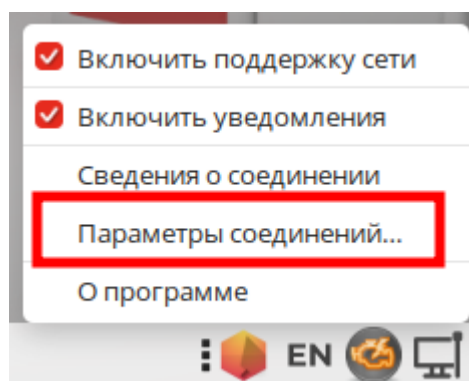 Включить поддержку сети
Включить уведомления
Сведения о соединении
Параметры соединений...
О программе
EN